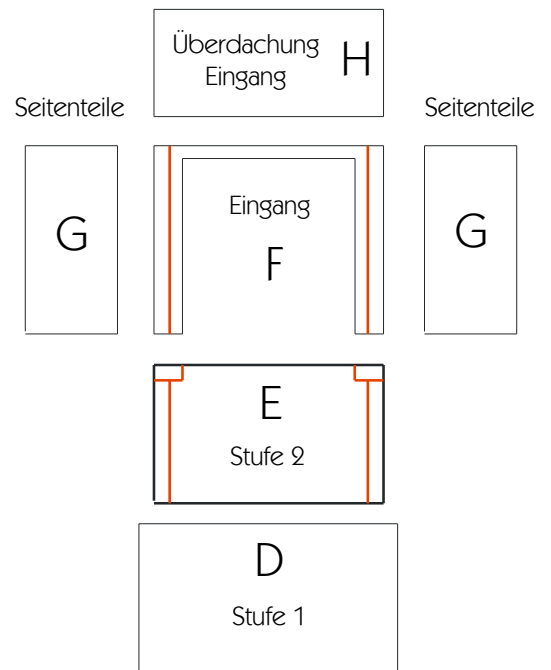 Überdachung
Eingang
H
Seitenteile
Seitenteile
G
Eingang
F
G
E
Stufe 2
D
Stufe 1